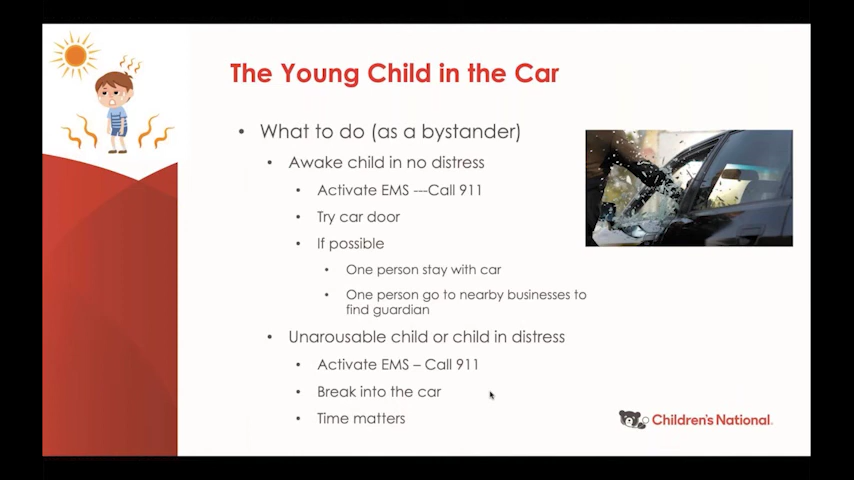 The Young Child in the Car
• What to do (as a bystander)
• Awake child in no distress
• Activate EMS ---Call 911
• Try car door
• If possible
• One person stay with car
• One person go to nearby businesses to
find guardian
• Unarousable child or child in distress
• Activate EMS – Call 911
• Break into the car
• Time matters
Children's National.